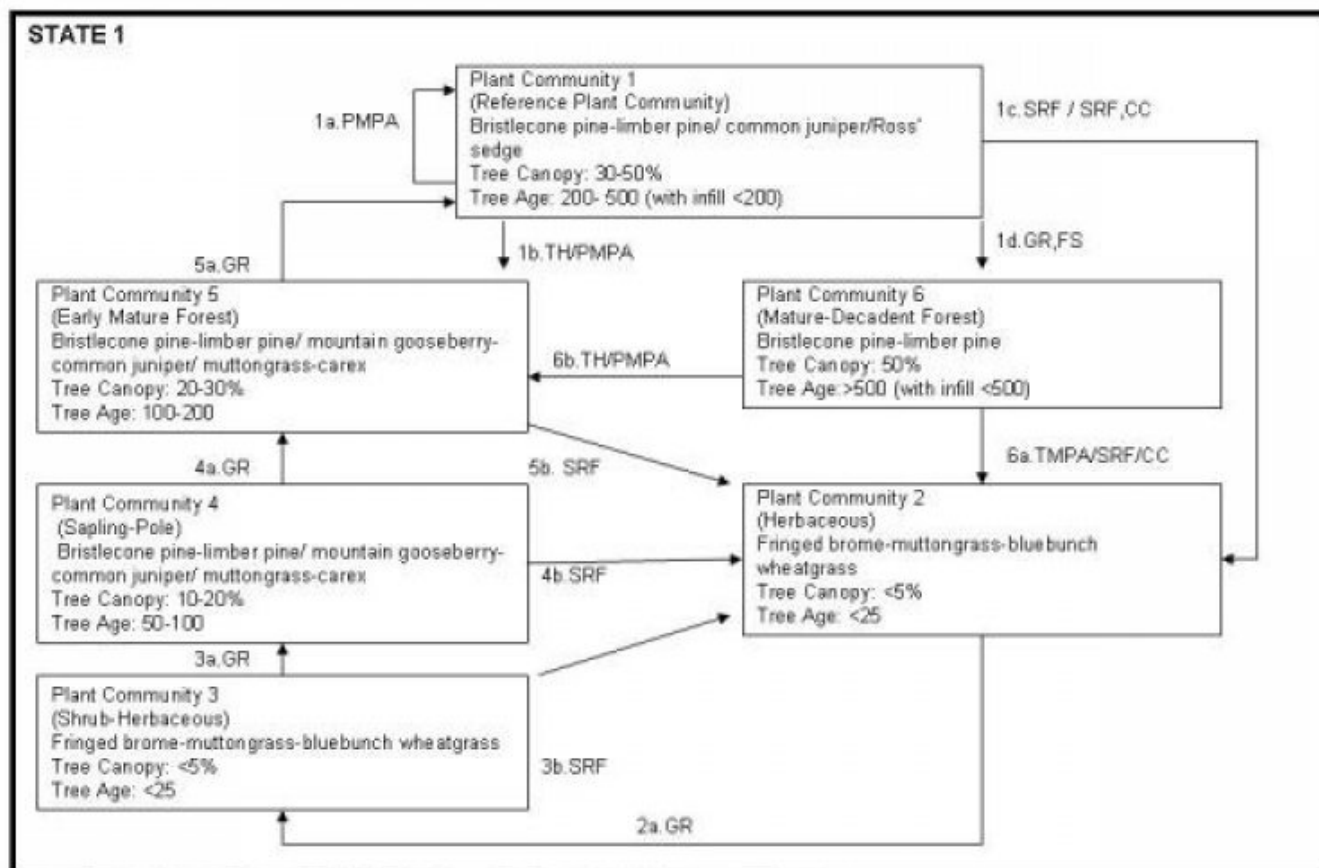 STATE 1
Plant Community 1
(Reference Plant Community)
Bristlecone pine-limber pine/ common juniper/Ross'
sedge
Tree Canopy: 30-50%
Tree Age: 200- 500 (with infill <200)
1a.PMPA
1c.SRF / SRF,CC
1b.TH/PMPA
1d.GR,FS
5a.GR
Plant Community 5
(Early Mature Forest)
Bristlecone pine-limber pine/ mountain gooseberry-
common juniper/ muttongrass-carex
Tree Canopy: 20-30%
Tree Age: 100-200
Plant Community 6
(Mature-Decadent Forest)
Bristlecone pine-limber pine
Tree Canopy: 50%
Tree Age:>500 (with infill <500)
6b.TH/PMPA
4a.GR
5b. SRF
6a.TMPA/SRF/CC
Plant Community 4
(Sapling-Pole)
Bristlecone pine-limber pine/ mountain gooseberry-
common juniper/ muttongrass-carex
Tree Canopy: 10-20%
Tree Age: 50-100
Plant Community 2
(Herbaceous)
Fringed brome-muttongrass-bluebunch
wheatgrass
Tree Canopy: <5%
Tree Age: <25
4b.SRF
3a.GR
Plant Community 3
(Shrub-Herbaceous)
Fringed brome-muttongrass-bluebunch wheatgrass
Tree Canopy: <5%
Tree Age: <25
3b.SRF
2a.GR